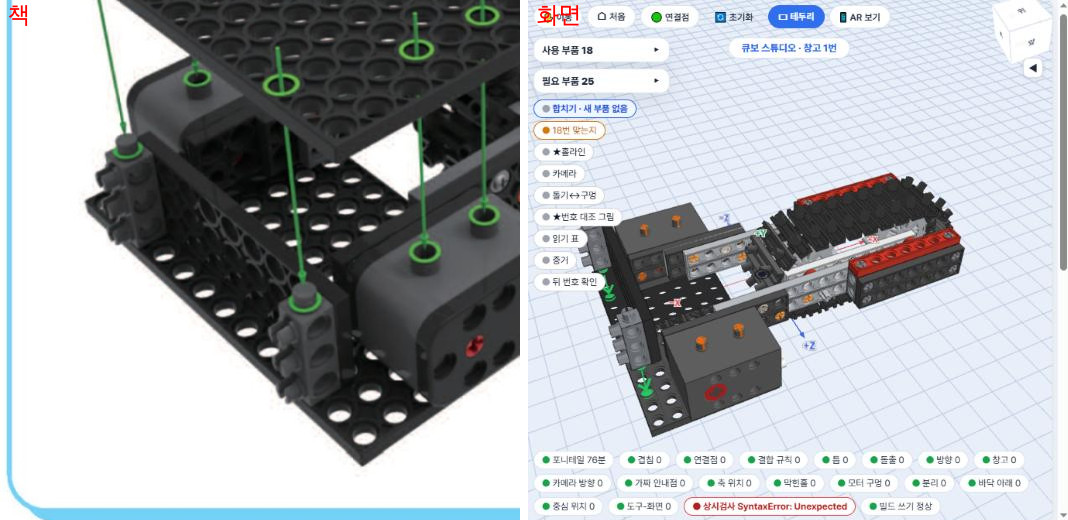 책
화면
처음
연결점
초기화
테두리
AR 보기
사용 부품 18
필요 부품 25
큐보 스튜디오 · 창고 1번
합치기 · 새 부품 없음
18번 맞는지
★홀라인
카메라
돌기↔구멍
★번호 대조 그림
읽기 표
증거
뒤 번호 확인
-Z
+Y
-X
-X
+Z
포니테일 76분
겹침 0
연결점 0
결합 규칙 0
틈 0
돌출 0
방향 0
창고 0
카메라 방향 0
가짜 안내점 0
축 위치 0
막힌홀 0
모터 구멍 0
분리 0
바닥 아래 0
중심 위치 0
도구-화면 0
상시검사 SyntaxError: Unexpected
빌드 쓰기 정상